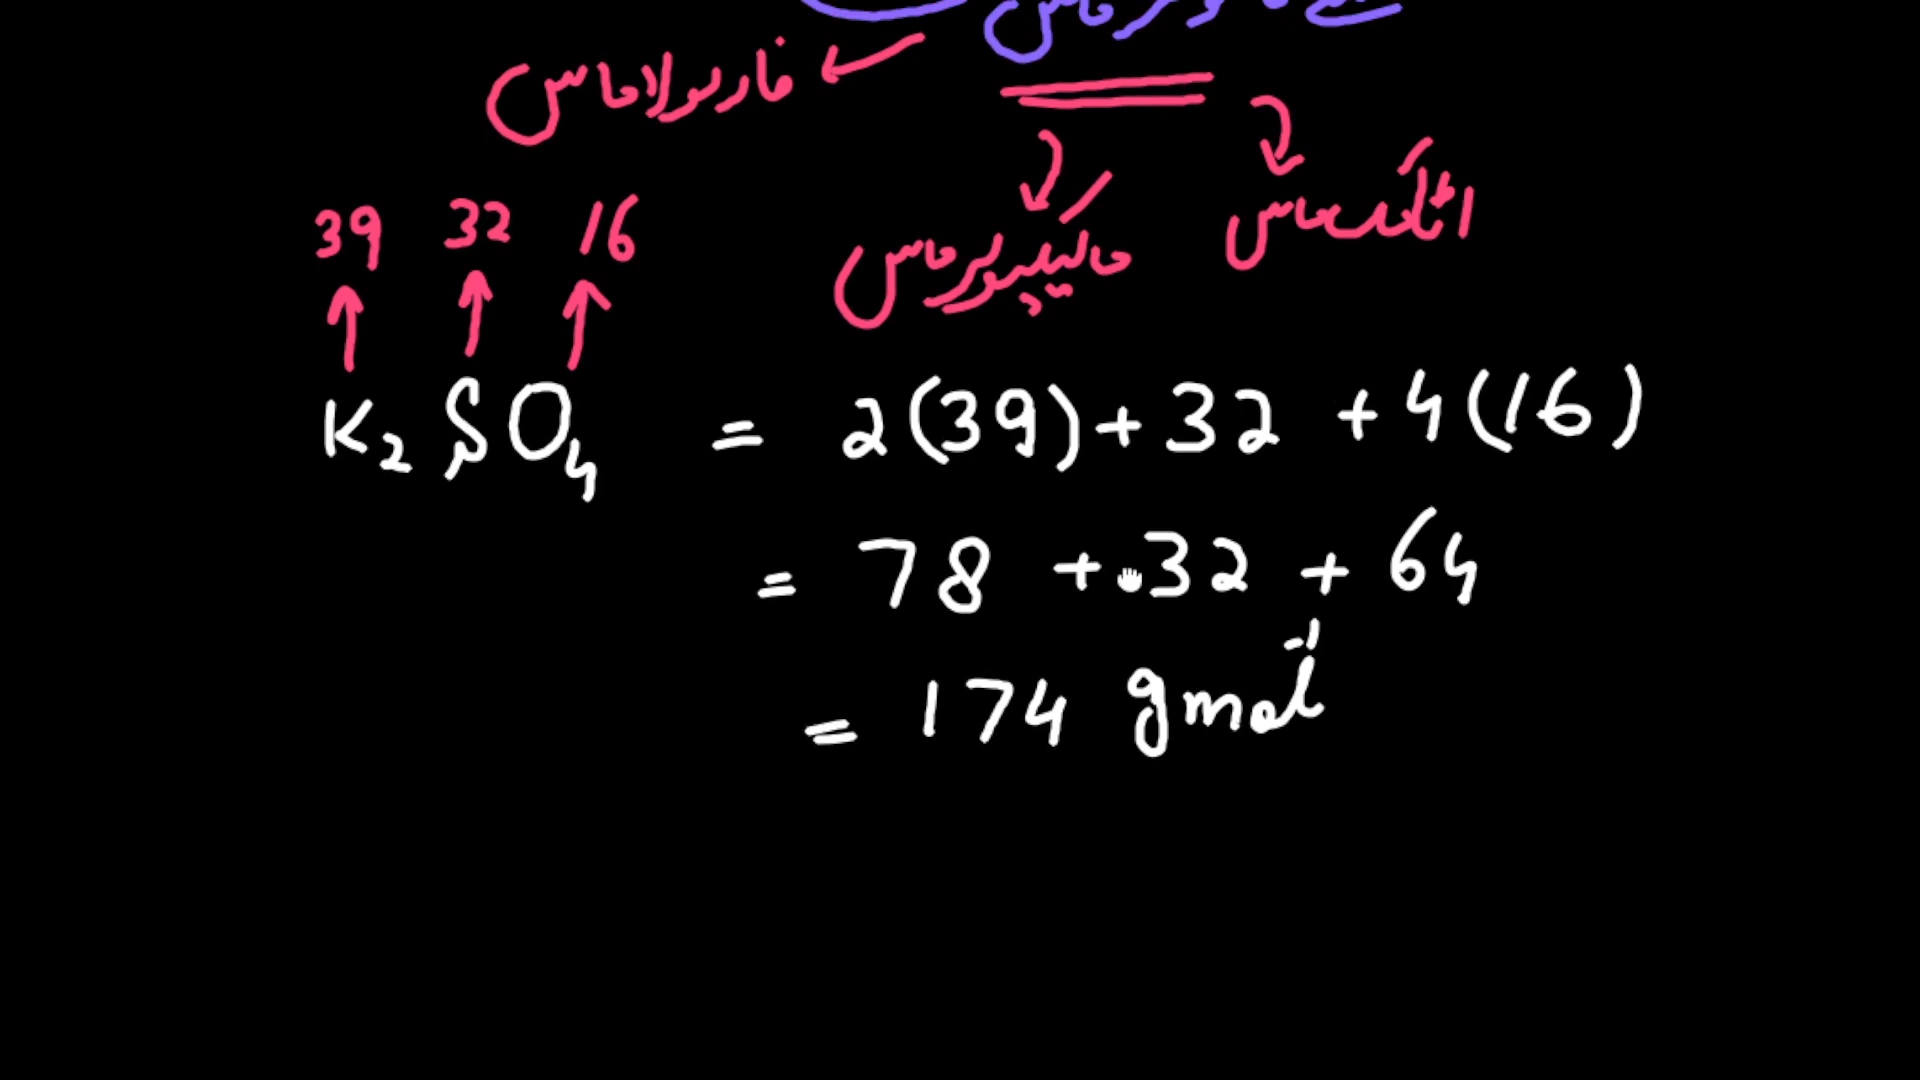 فارمولا ماس
اٹامک ماس
مالیکیولر ماس
39 32 16
K₂SO₄ = 2(39) + 32 + 4(16)
= 78 + 32 + 64
= 174 gmol⁻¹